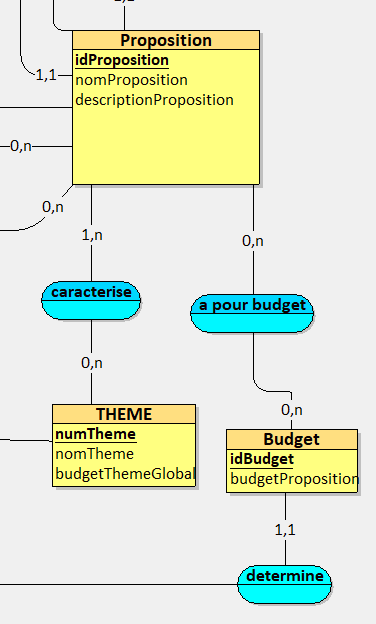 Proposition
idProposition
nomProposition
descriptionProposition
1,1
0,n
0,n
1,n
0,n
caracterise
a pour budget
0,n
0,n
THEME
numTheme
nomTheme
budgetThemeGlobal
Budget
idBudget
budgetProposition
1,1
determine